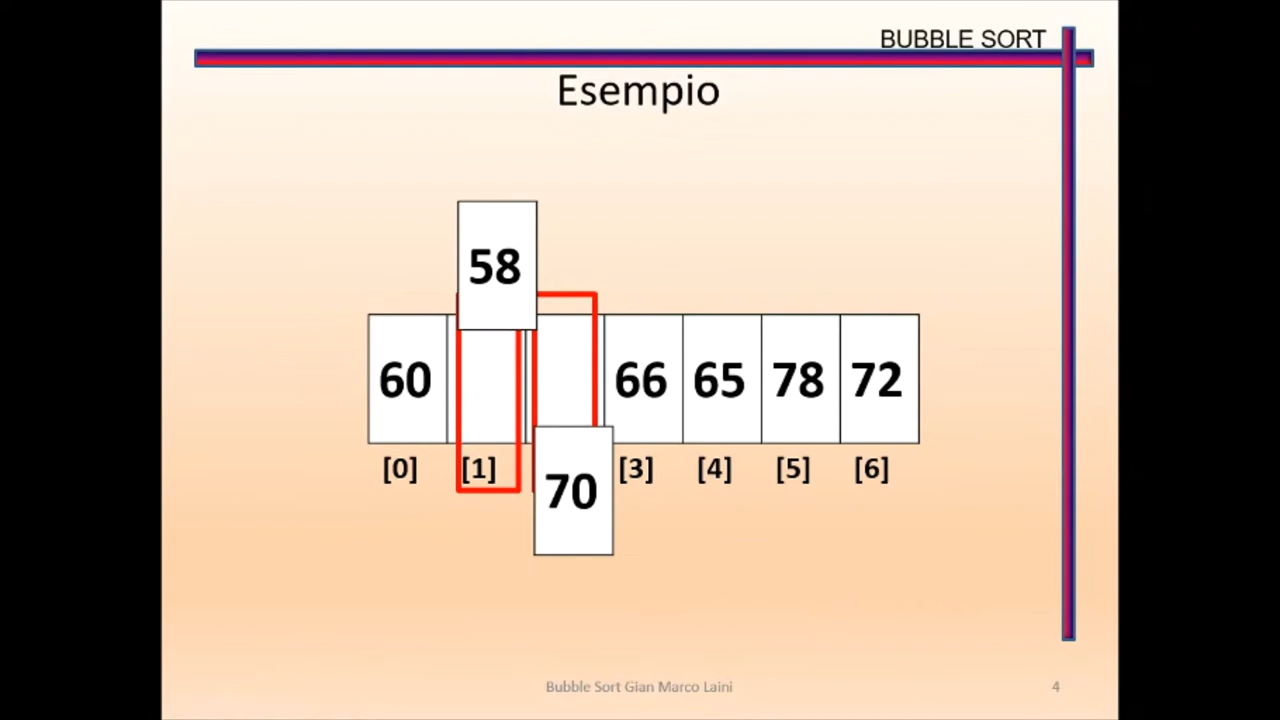 BUBBLE SORT
Esempio
58
60 66 65 78 72
[0] [1] [3] [4] [5] [6]
70
Bubble Sort Gian Marco Laini 4